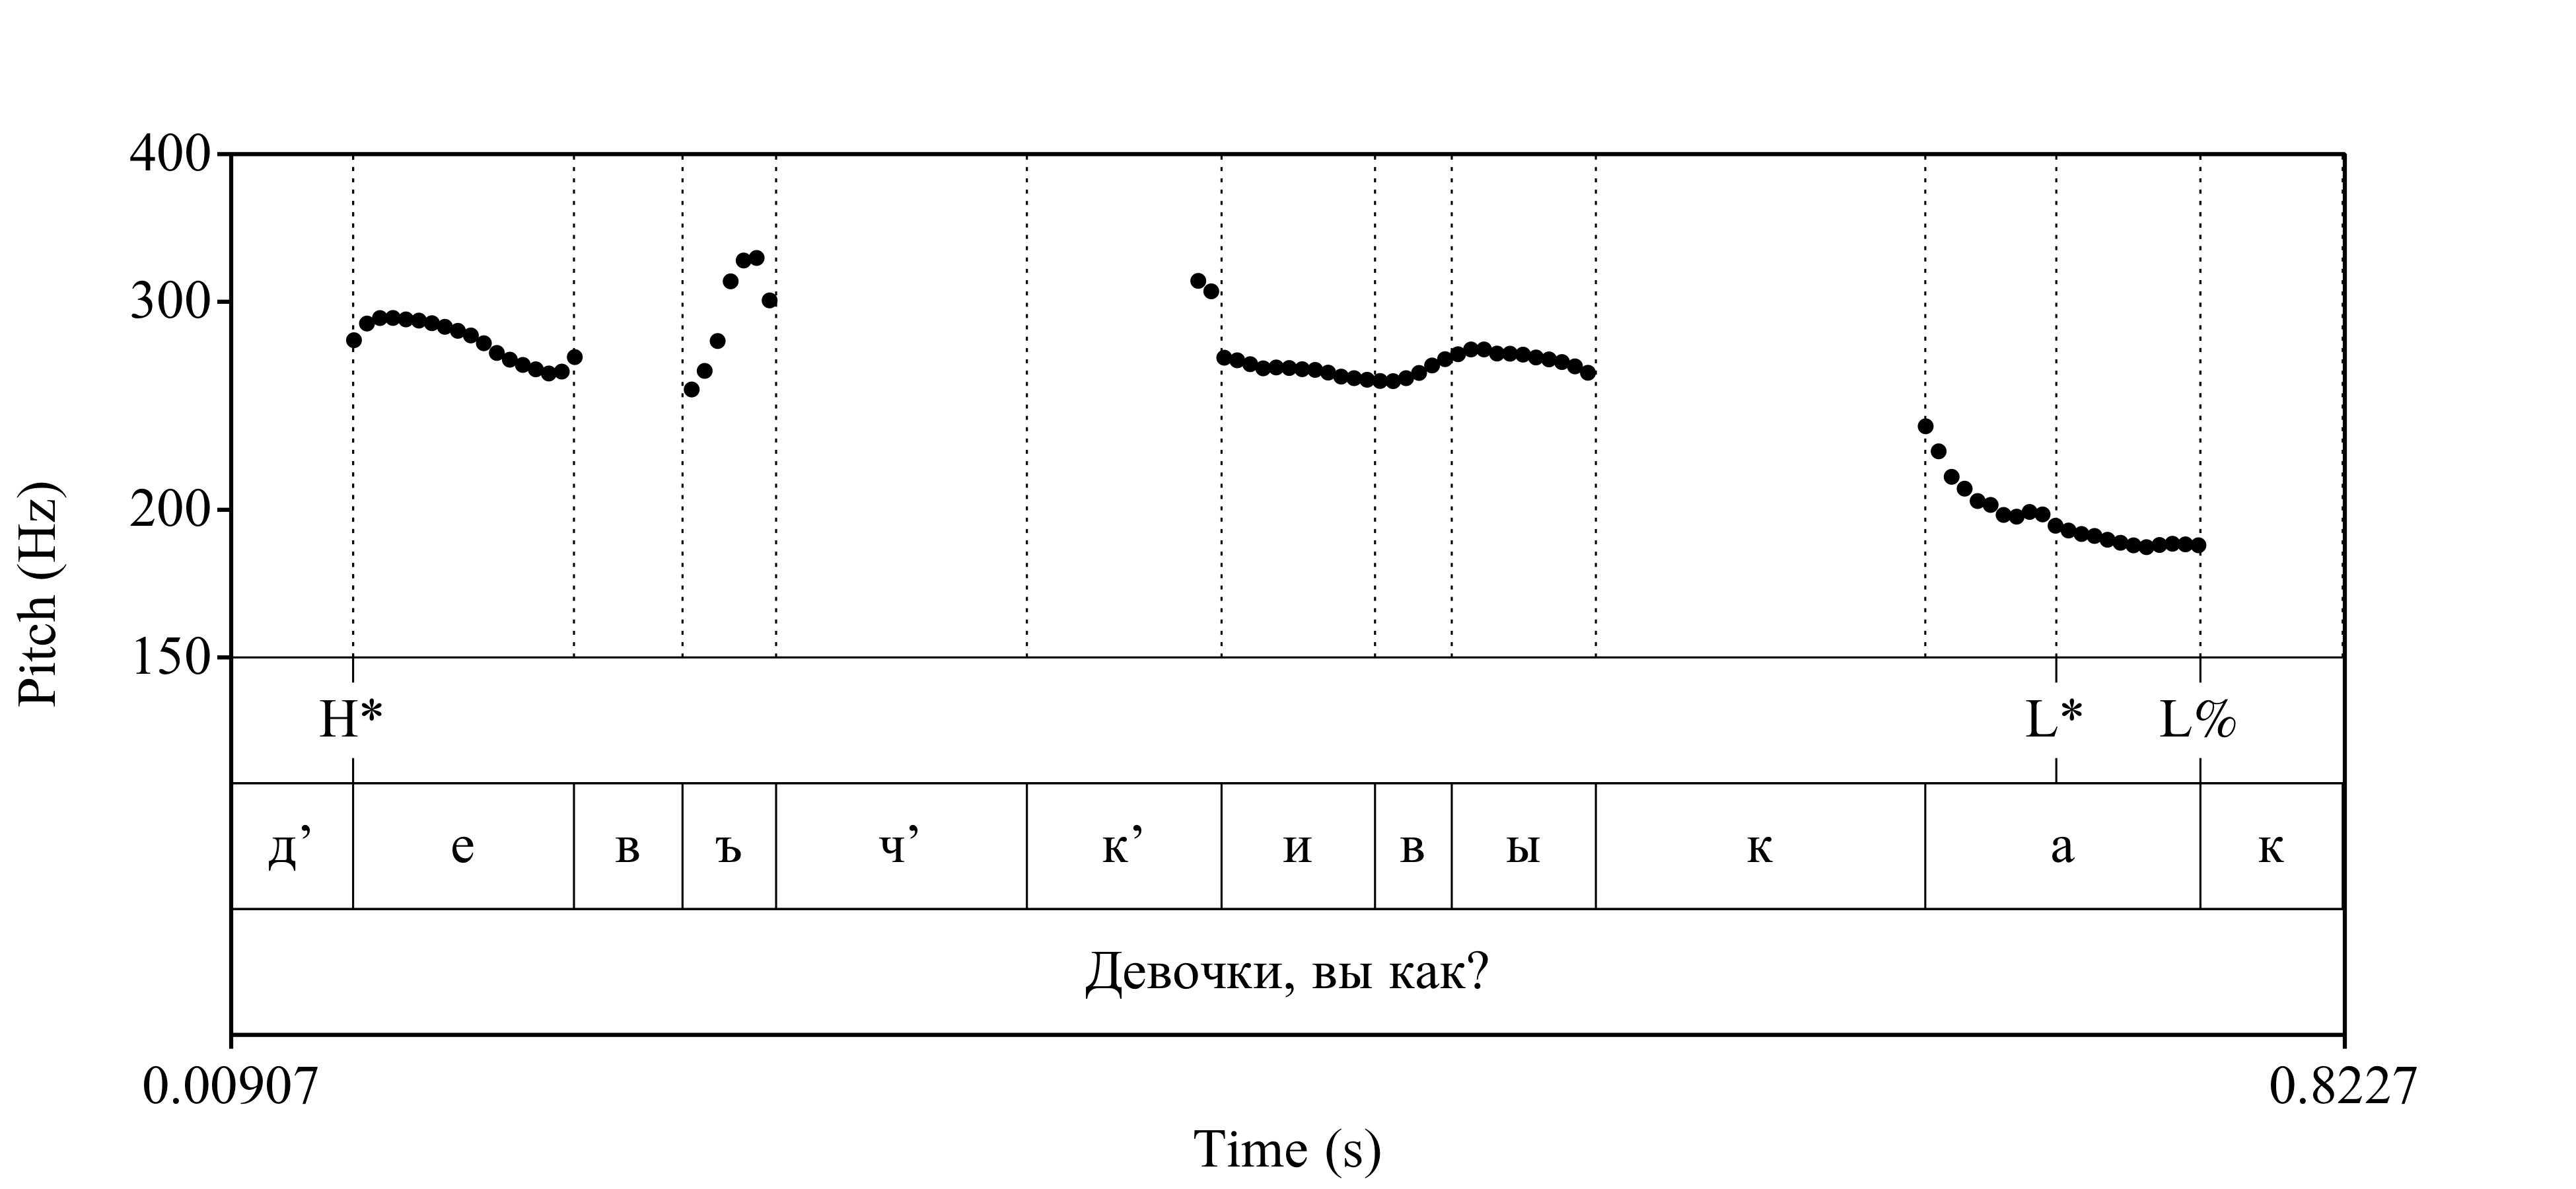 400
300
200
150
Pitch (Hz)
H* L* L%
д’ е в ъ ч’ к’ и в ы к а к
Девочки, вы как?
0.00907 0.8227
Time (s)